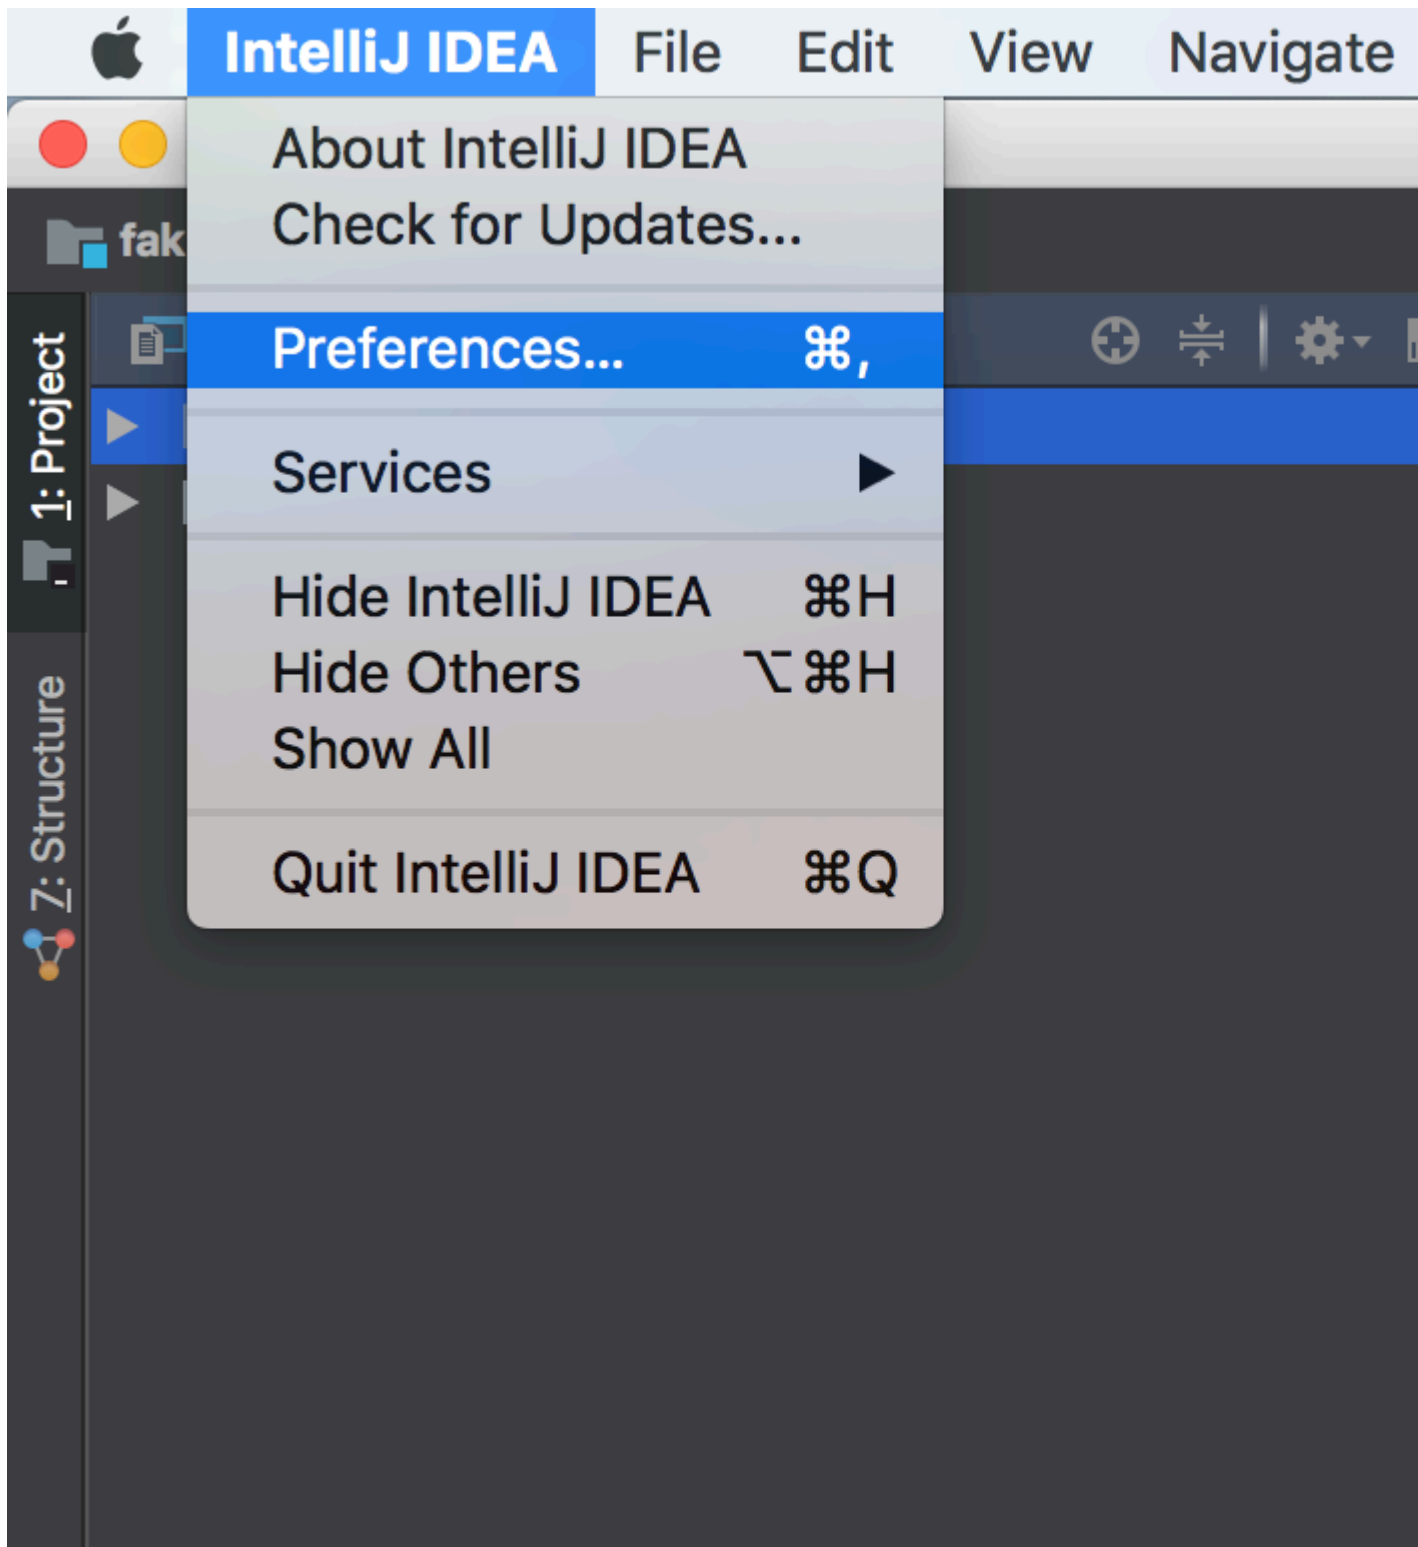 IntelliJ IDEA File Edit View Navigate
About IntelliJ IDEA
Check for Updates...
fak
Preferences... ⌘,
Services ▶
Hide IntelliJ IDEA ⌘H
Hide Others ⌥⌘H
Show All
Quit IntelliJ IDEA ⌘Q
1: Project
7: Structure